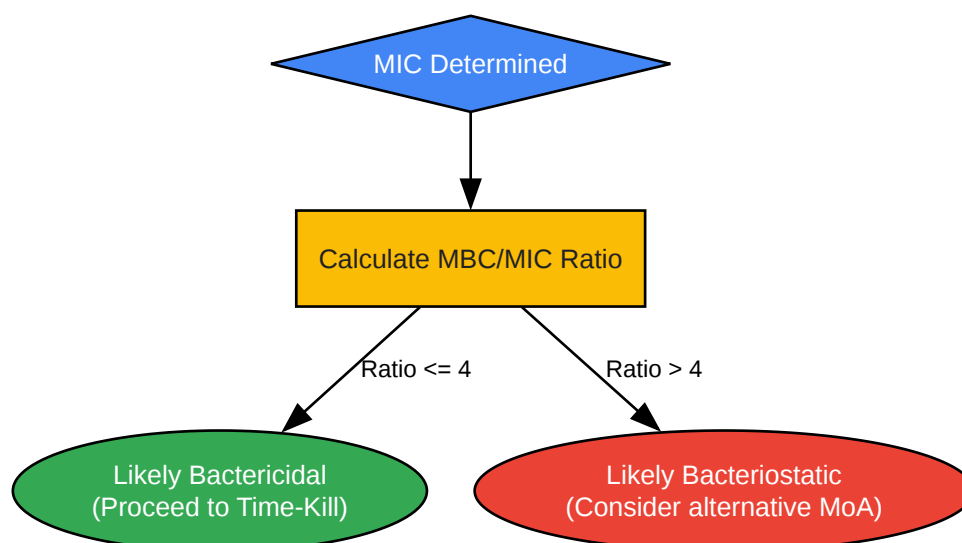 MIC Determined
Calculate MBC/MIC Ratio
Ratio <= 4
Ratio > 4
Likely Bactericidal
(Proceed to Time-Kill)
Likely Bacteriostatic
(Consider alternative MoA)